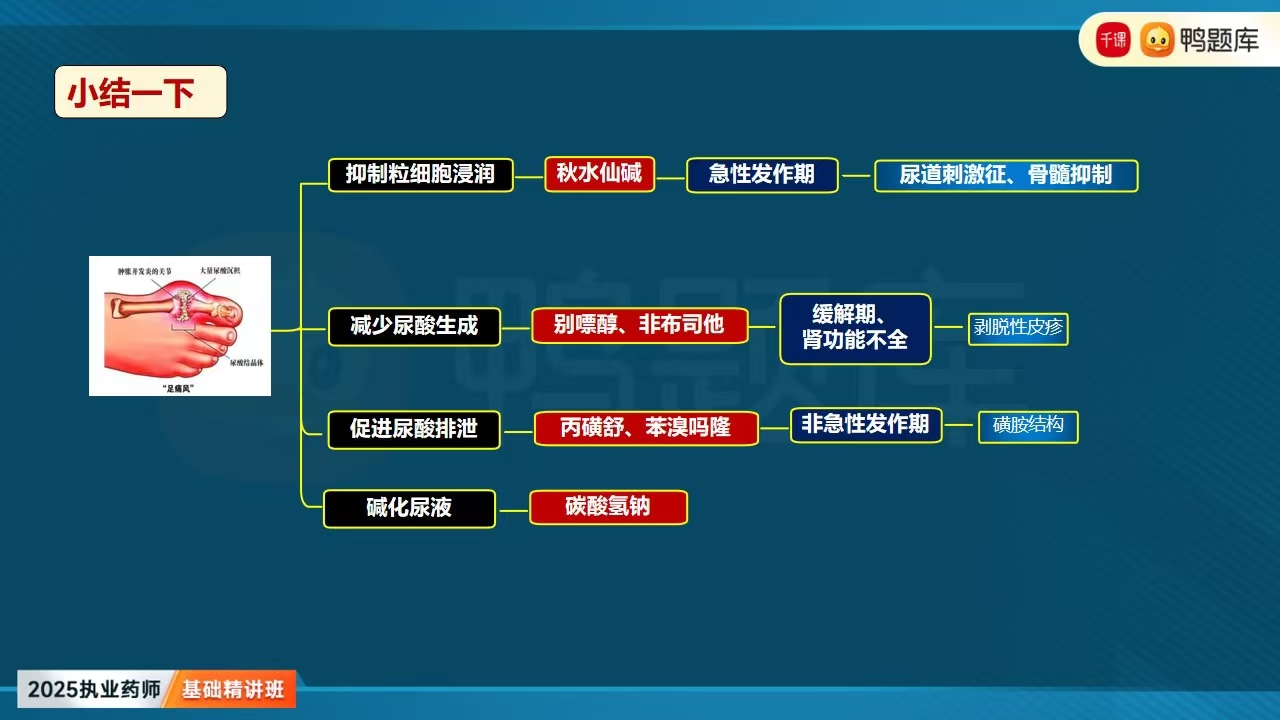 千课 鸭题库
小结一下
抑制粒细胞浸润
秋水仙碱
急性发作期
尿道刺激征、骨髓抑制
肿胀并发炎的关节
大量尿酸沉积
尿酸结晶体
“足痛风”
减少尿酸生成
别嘌醇、非布司他
缓解期、
肾功能不全
剥脱性皮疹
促进尿酸排泄
丙磺舒、苯溴吗隆
非急性发作期
磺胺结构
碱化尿液
碳酸氢钠
鸭题库
2025执业药师 基础精讲班